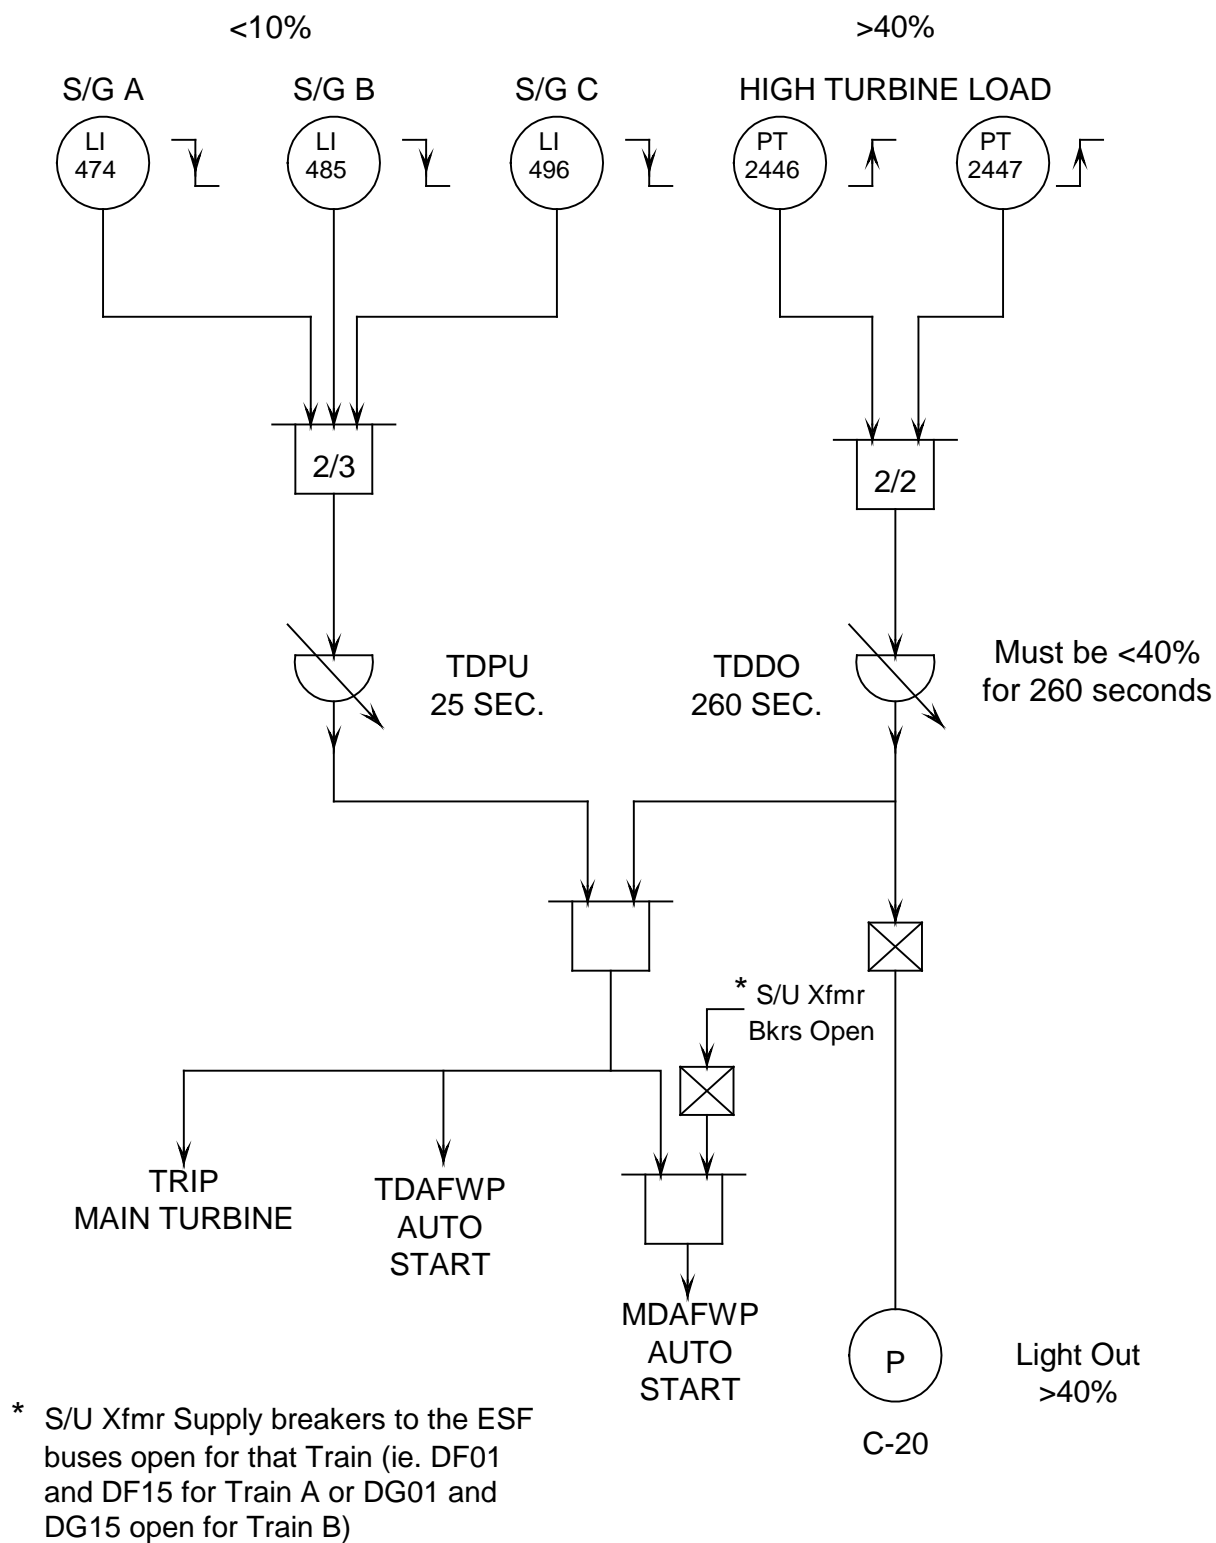 <10%
>40%
S/G A
S/G B
S/G C
HIGH TURBINE LOAD
LI
474
LI
485
LI
496
PT
2446
PT
2447
2/3
2/2
TDPU
25 SEC.
TDDO
260 SEC.
Must be <40%
for 260 seconds
* S/U Xfmr
Bkrs Open
TRIP
MAIN TURBINE
TDAFWP
AUTO
START
MDAFWP
AUTO
START
P
C-20
Light Out
>40%
* S/U Xfmr Supply breakers to the ESF
buses open for that Train (ie. DF01
and DF15 for Train A or DG01 and
DG15 open for Train B)